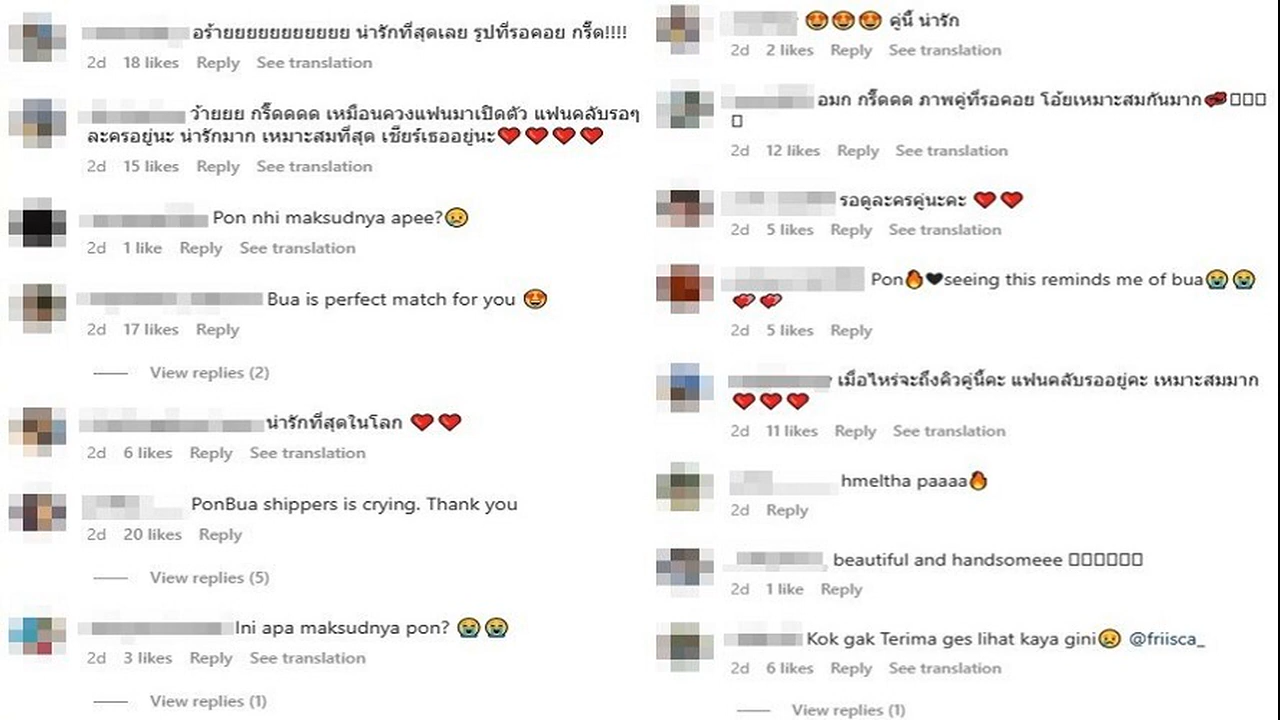 อร้ายยยยยยยยยยย น่ารักที่สุดเลย รูปที่รอคอย กรี๊ด!!!!
2d 18 likes Reply See translation
ว้ายยย กรี๊ดดดด เหมือนควงแฟนมาเปิดตัว แฟนคลับรอๆ
ละครอยู่นะ น่ารักมาก เหมาะสมที่สุด เชียร์เธออยู่นะ❤️❤️❤️❤️
2d 15 likes Reply See translation
Pon nhi maksudnya apee?😢
2d 1 like Reply See translation
Bua is perfect match for you 🤩
2d 17 likes Reply
View replies (2)
น่ารักที่สุดในโลก ❤️❤️
2d 6 likes Reply See translation
PonBua shippers is crying. Thank you
2d 20 likes Reply
View replies (5)
Ini apa maksudnya pon? 😭😭
2d 3 likes Reply See translation
View replies (1)
😍😍😍 คู่นี้ น่ารัก
2d 2 likes Reply See translation
อมก กรี๊ดดด ภาพคู่ที่รอคอย โอ้ยเหมาะสมกันมาก💋
2d 12 likes Reply See translation
รอดูละครคู่นะคะ ❤️❤️
2d 5 likes Reply See translation
Pon🔥🖤seeing this reminds me of bua😭😭
💕💕
2d 5 likes Reply
เมื่อไหร่จะถึงคิวคู่นี้คะ แฟนคลับรออยู่คะ เหมาะสมมาก
❤️❤️❤️
2d 11 likes Reply See translation
hmeltha paaaa🔥
2d Reply
beautiful and handsomeee
2d 1 like Reply
Kok gak Terima ges lihat kaya gini😢 @friisca_
2d 6 likes Reply See translation
View replies (1)